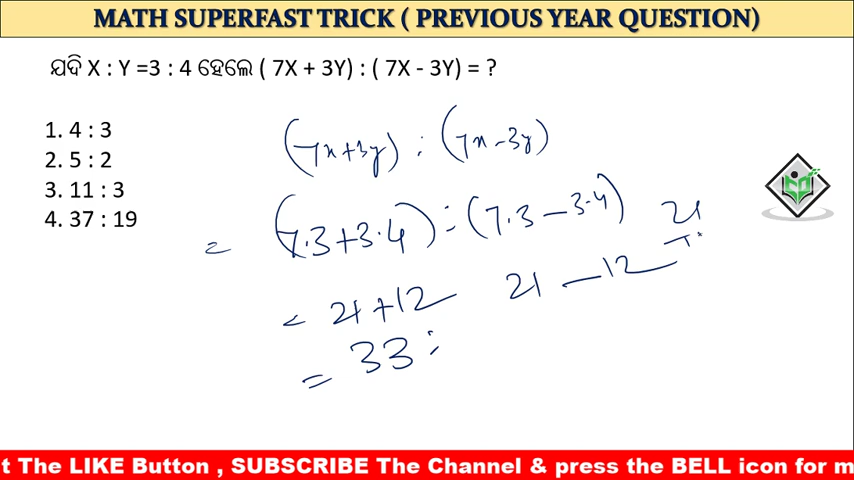 MATH SUPERFAST TRICK ( PREVIOUS YEAR QUESTION)
ଯଦି X : Y =3 : 4 ହେଲେ ( 7X + 3Y) : ( 7X - 3Y) = ?
1. 4 : 3
2. 5 : 2
3. 11 : 3
4. 37 : 19
(7x+3y) : (7x-3y)
= (7.3+3.4) : (7.3-3.4)
21
= 21+12 21-12
= 33 :
t The LIKE Button , SUBSCRIBE The Channel & press the BELL icon for m